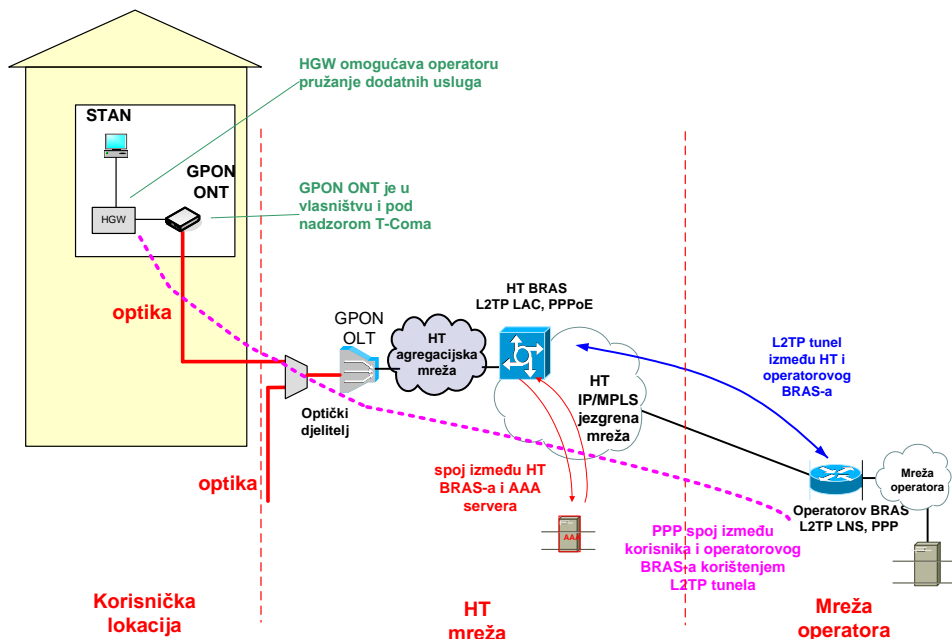 HGW omogućava operatoru
pružanje dodatnih usluga
STAN
GPON
ONT
HGW
GPON ONT je u
vlasništvu i pod
nadzorom T-Coma
optika
GPON
OLT
HT
agregacijska
mreža
HT BRAS
L2TP LAC, PPPoE
HT
IP/MPLS
jezgrena
mreža
L2TP tunel
između HT i
operatorovog
BRAS-a
Optički
djelitelj
optika
spoj između HT
BRAS-a i AAA
servera
AAA
PPP spoj između
korisnika i operatorovog
BRAS-a korištenjem
L2TP tunela
Operatorov BRAS
L2TP LNS, PPP
Mreža
operatora
Korisnička
lokacija
HT
mreža
Mreža
operatora